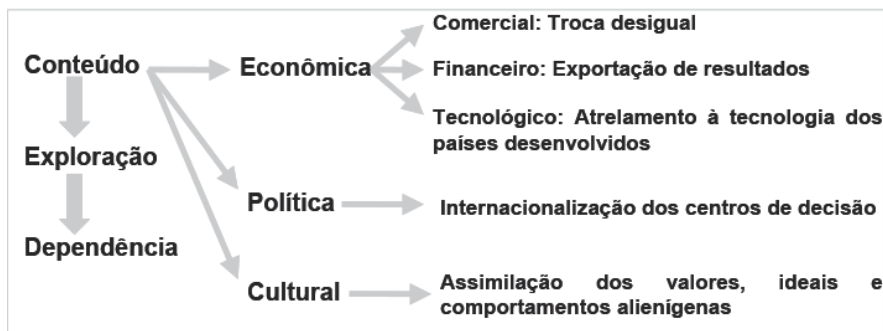 Conteúdo
Exploração
Dependência
Econômica
Comercial: Troca desigual
Financeiro: Exportação de resultados
Tecnológico: Atrelamento à tecnologia dos
países desenvolvidos
Política
Internacionalização dos centros de decisão
Cultural
Assimilação dos valores, ideais e
comportamentos alienígenas